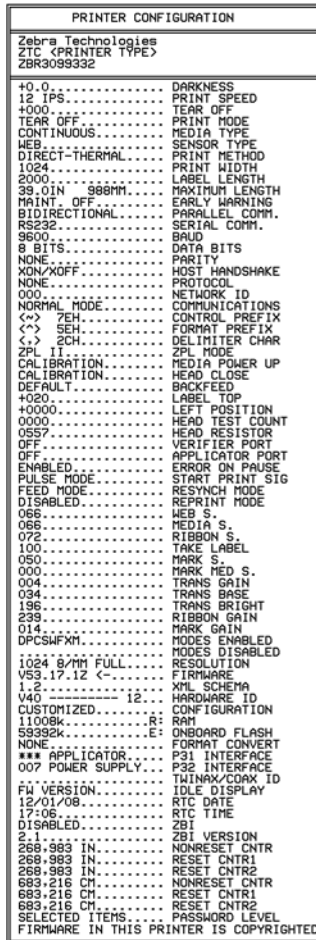 PRINTER CONFIGURATION
Zebra Technologies
ZTC <PRINTER TYPE>
ZBR3099332
+0.0............... DARKNESS
12 IPS............. PRINT SPEED
+000............... TEAR OFF
TEAR OFF........... PRINT MODE
CONTINUOUS......... MEDIA TYPE
WEB................ SENSOR TYPE
DIRECT-THERMAL..... PRINT METHOD
1024............... PRINT WIDTH
2000............... LABEL LENGTH
39.0IN 988MM..... MAXIMUM LENGTH
MAINT. OFF......... EARLY WARNING
BIDIRECTIONAL...... PARALLEL COMM.
RS232.............. SERIAL COMM.
9600............... BAUD
8 BITS............. DATA BITS
NONE............... PARITY
XON/XOFF........... HOST HANDSHAKE
NONE............... PROTOCOL
000................ NETWORK ID
NORMAL MODE........ COMMUNICATIONS
<~> 7EH........... CONTROL PREFIX
<^> 5EH........... FORMAT PREFIX
<,> 2CH........... DELIMITER CHAR
ZPL II............. ZPL MODE
CALIBRATION........ MEDIA POWER UP
CALIBRATION........ HEAD CLOSE
DEFAULT............ BACKFEED
+020............... LABEL TOP
+0000.............. LEFT POSITION
0000............... HEAD TEST COUNT
0557............... HEAD RESISTOR
OFF................ VERIFIER PORT
OFF................ APPLICATOR PORT
ENABLED............ ERROR ON PAUSE
PULSE MODE......... START PRINT SIG
FEED MODE.......... RESYNCH MODE
DISABLED........... REPRINT MODE
066................ WEB S.
066................ MEDIA S.
072................ RIBBON S.
100................ TAKE LABEL
050................ MARK S.
000................ MARK MED S.
004................ TRANS GAIN
034................ TRANS BASE
196................ TRANS BRIGHT
239................ RIBBON GAIN
014................ MARK GAIN
DPCSWFXM........... MODES ENABLED
................... MODES DISABLED
1024 8/MM FULL..... RESOLUTION
V53.17.1Z <-....... FIRMWARE
1.2................ XML SCHEMA
V40 --------- 12... HARDWARE ID
CUSTOMIZED......... CONFIGURATION
11008k...........R: RAM
59392k...........E: ONBOARD FLASH
NONE............... FORMAT CONVERT
*** APPLICATOR..... P31 INTERFACE
007 POWER SUPPLY... P32 INTERFACE
................... TWINAX/COAX ID
FW VERSION......... IDLE DISPLAY
12/01/08........... RTC DATE
17:06.............. RTC TIME
DISABLED........... ZBI
2.1................ ZBI VERSION
268,983 IN......... NONRESET CNTR
268,983 IN......... RESET CNTR1
268,983 IN......... RESET CNTR2
683,216 CM......... NONRESET CNTR
683,216 CM......... RESET CNTR1
683,216 CM......... RESET CNTR2
SELECTED ITEMS..... PASSWORD LEVEL
FIRMWARE IN THIS PRINTER IS COPYRIGHTED